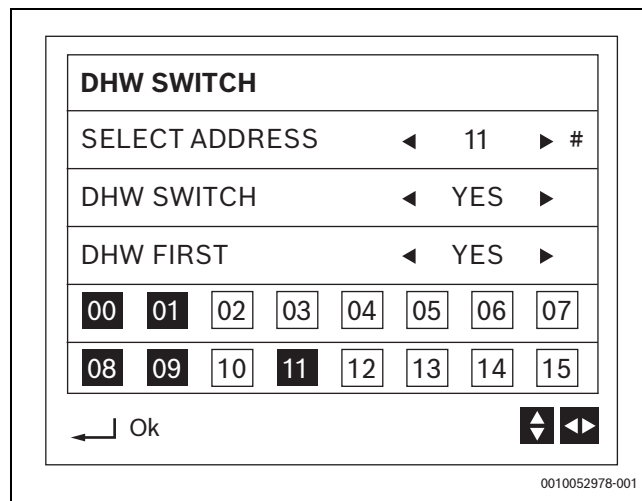 DHW SWITCH
SELECT ADDRESS ◄ 11 ► #
DHW SWITCH ◄ YES ►
DHW FIRST ◄ YES ►
00 01 02 03 04 05 06 07
08 09 10 11 12 13 14 15
Ok
0010052978-001